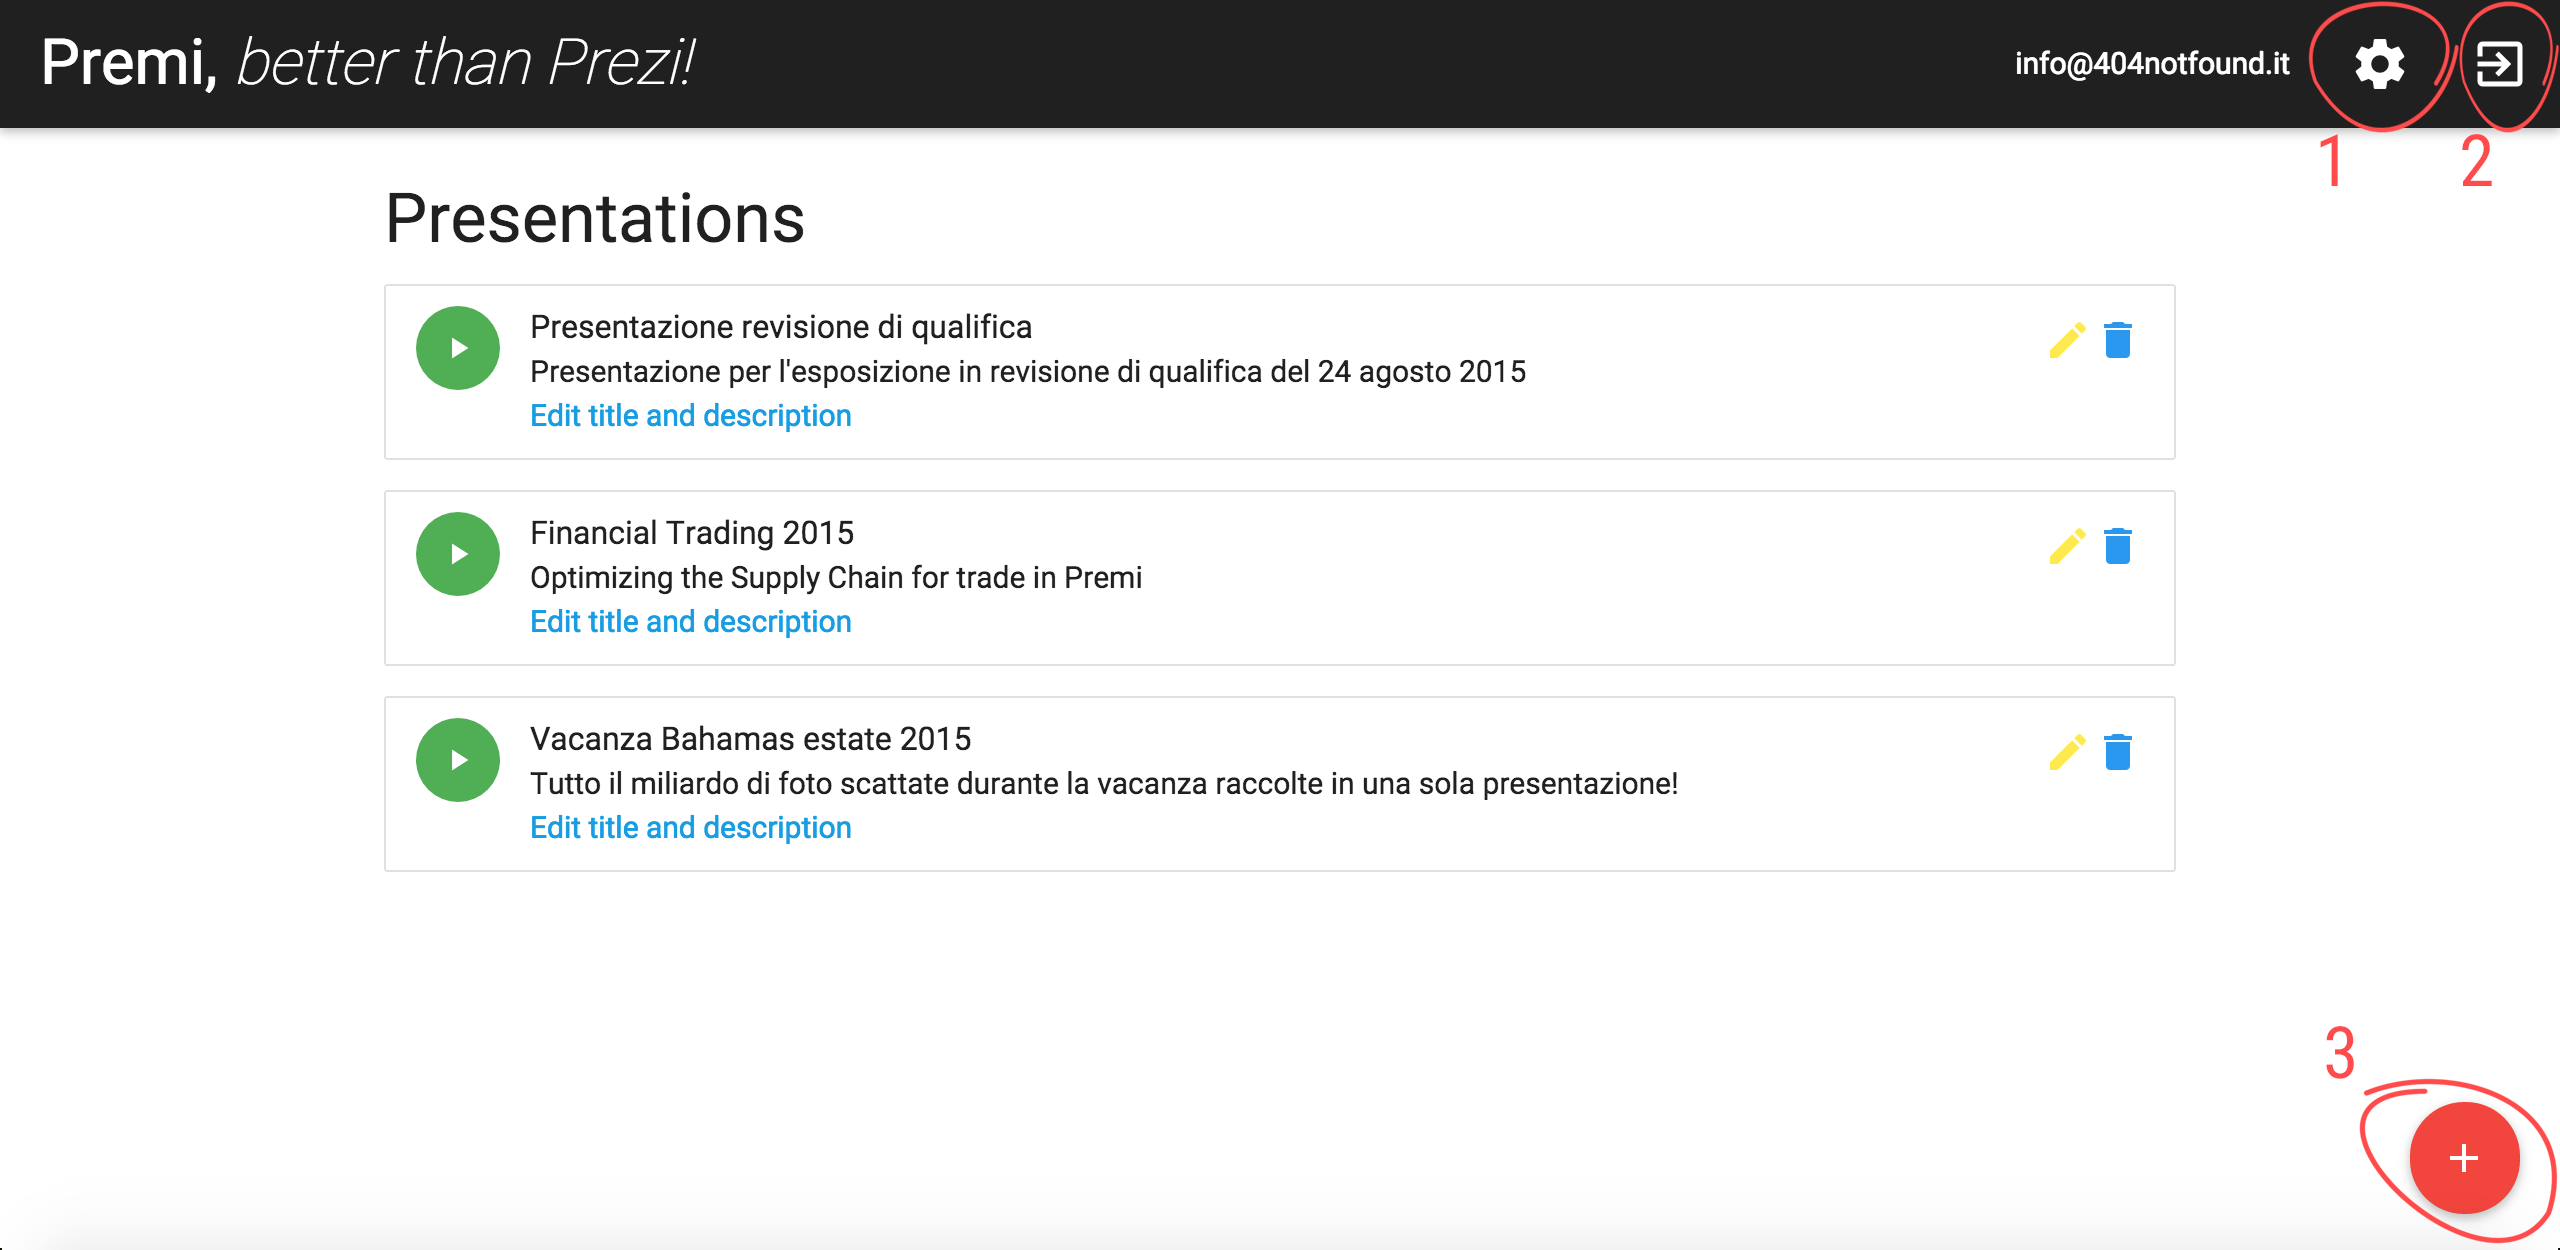 Premi, better than Prezi!
info@404notfound.it
1
2
Presentations
Presentazione revisione di qualifica
Presentazione per l'esposizione in revisione di qualifica del 24 agosto 2015
Edit title and description
Financial Trading 2015
Optimizing the Supply Chain for trade in Premi
Edit title and description
Vacanza Bahamas estate 2015
Tutto il miliardo di foto scattate durante la vacanza raccolte in una sola presentazione!
Edit title and description
3